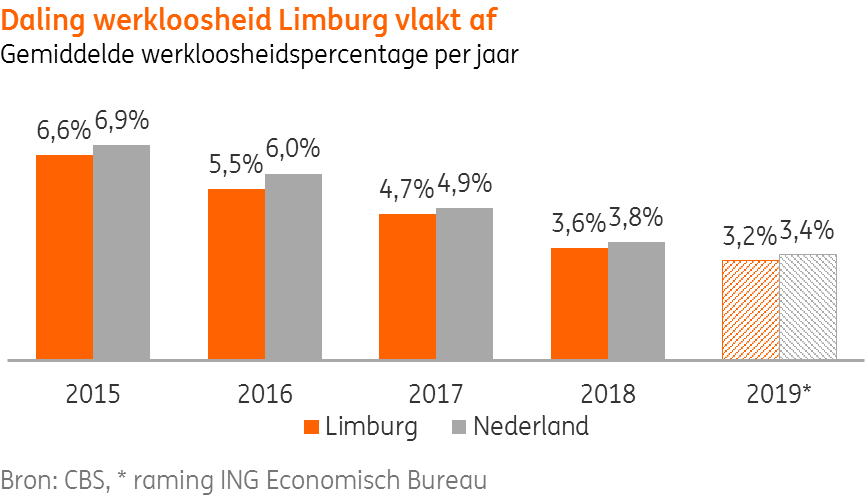 Daling werkloosheid Limburg vlakt af
Gemiddelde werkloosheidspercentage per jaar
6,6% 6,9%
5,5% 6,0%
4,7% 4,9%
3,6% 3,8%
3,2% 3,4%
2015 2016 2017 2018 2019*
Limburg Nederland
Bron: CBS, * raming ING Economisch Bureau